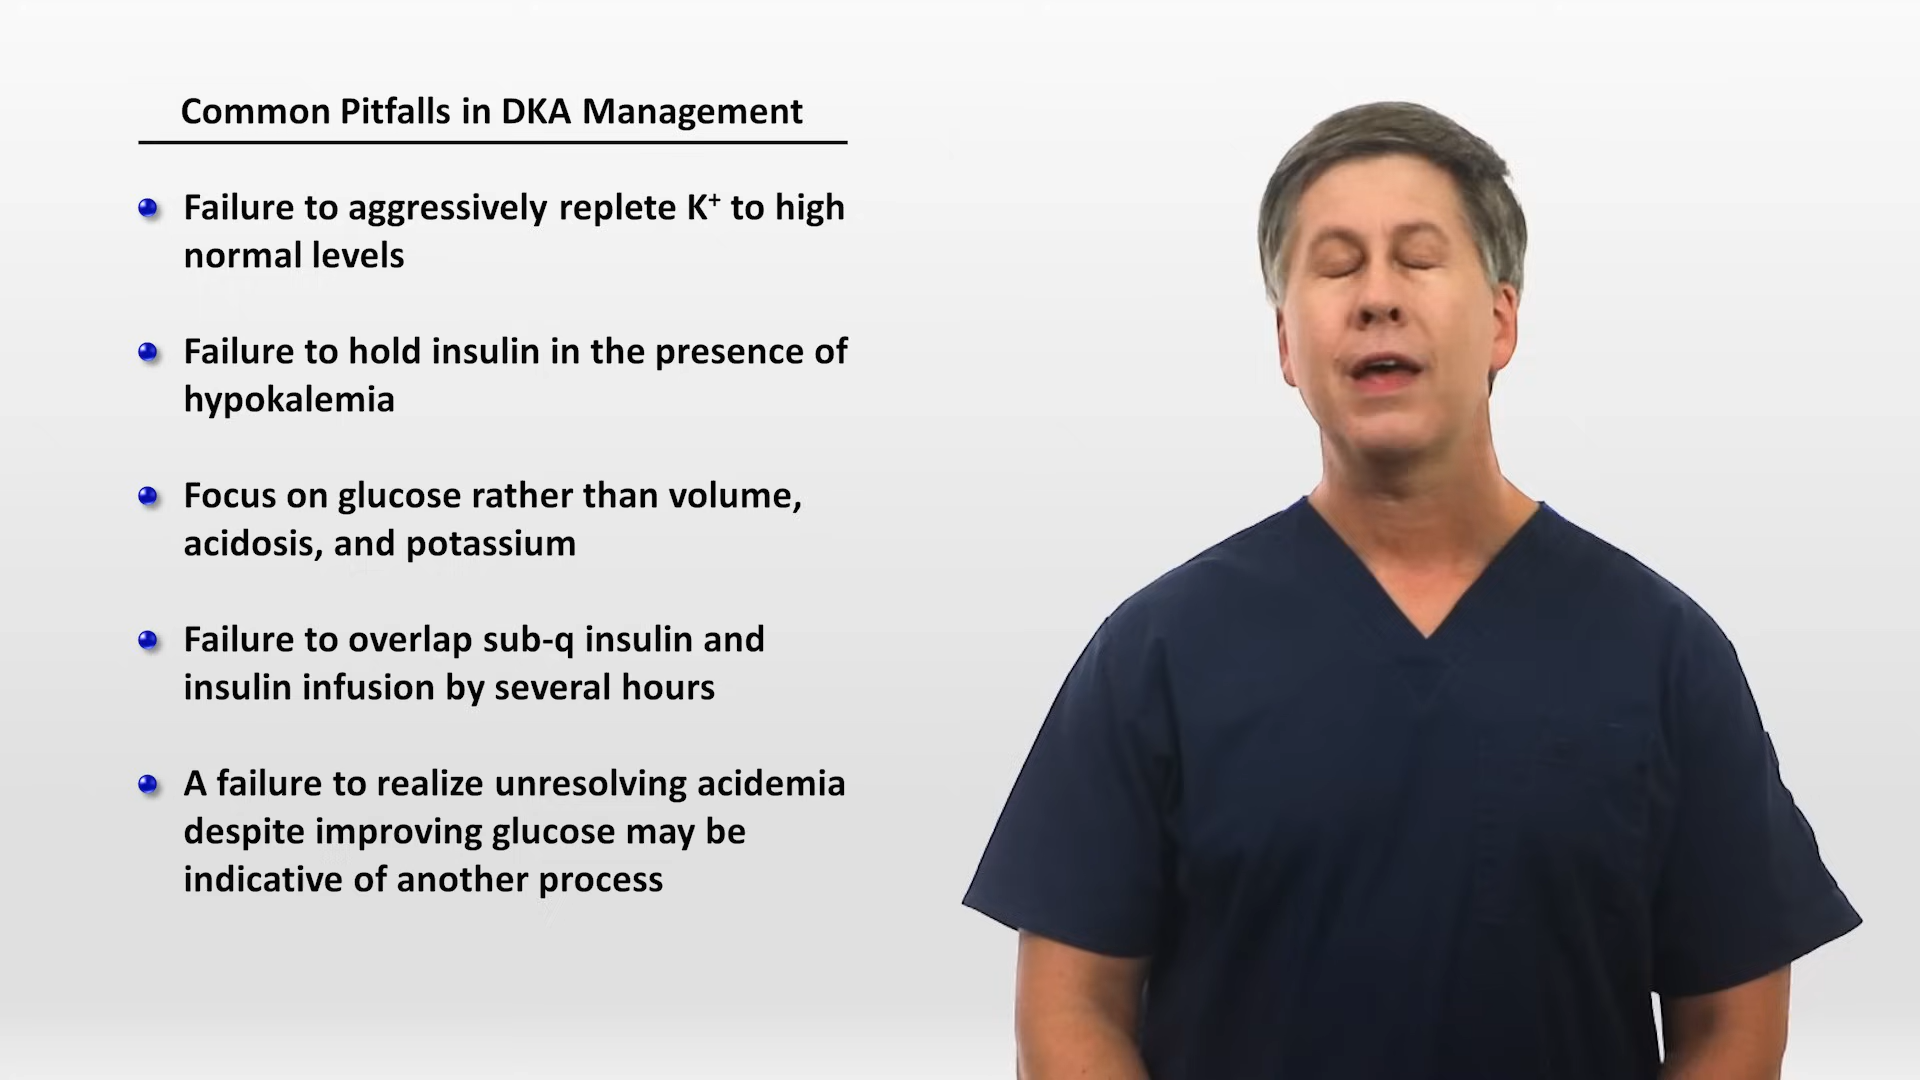 Common Pitfalls in DKA Management
Failure to aggressively replete K⁺ to high
normal levels
Failure to hold insulin in the presence of
hypokalemia
Focus on glucose rather than volume,
acidosis, and potassium
Failure to overlap sub-q insulin and
insulin infusion by several hours
A failure to realize unresolving acidemia
despite improving glucose may be
indicative of another process